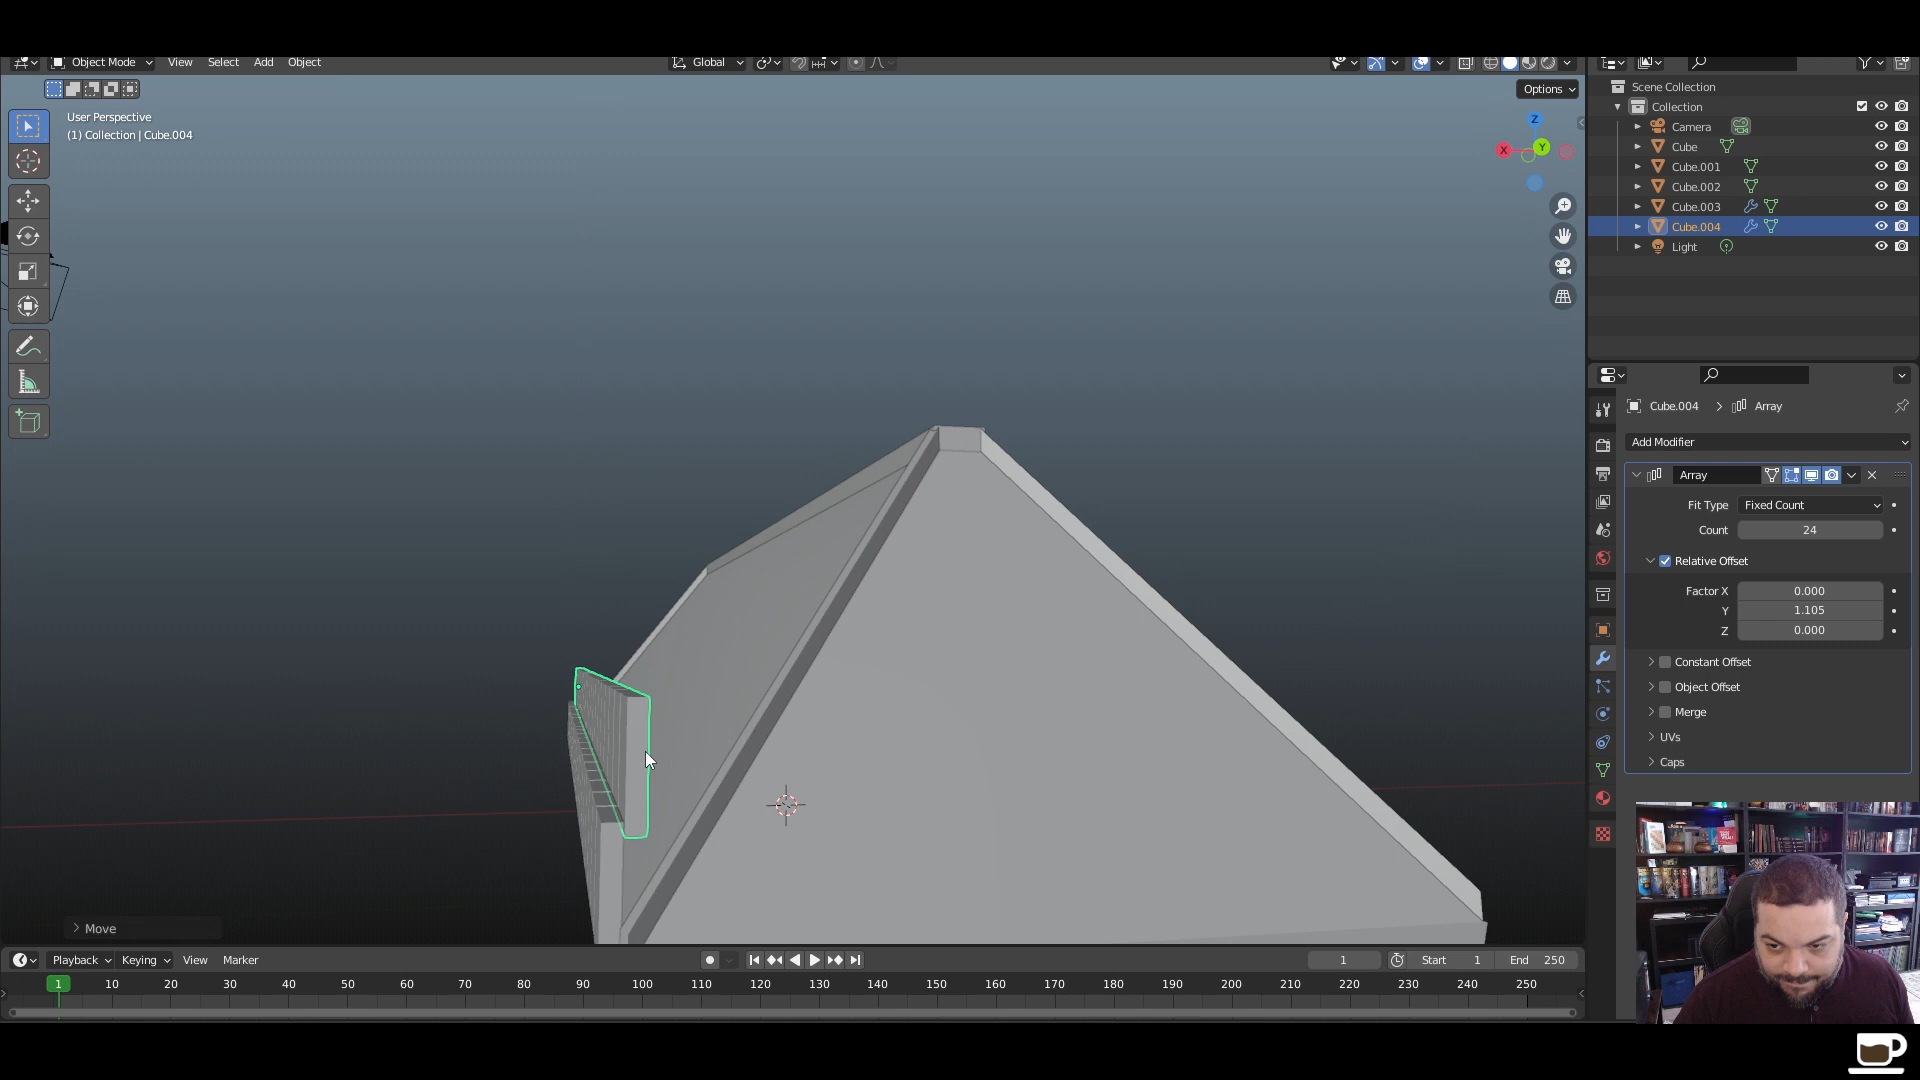 Object Mode View Select Add Object Global
Options
User Perspective
(1) Collection | Cube.004
Z
X Y
Scene Collection
Collection
Camera
Cube
Cube.001
Cube.002
Cube.003
Cube.004
Light
Cube.004 > Array
Add Modifier
Array
Fit Type Fixed Count
Count 24
Relative Offset
Factor X 0.000
Y 1.105
Z 0.000
Constant Offset
Object Offset
Merge
UVs
Caps
Move
Playback Keying View Marker 1 Start 1 End 250
1 10 20 30 40 50 60 70 80 90 100 110 120 130 140 150 160 170 180 190 200 210 220 230 240 250